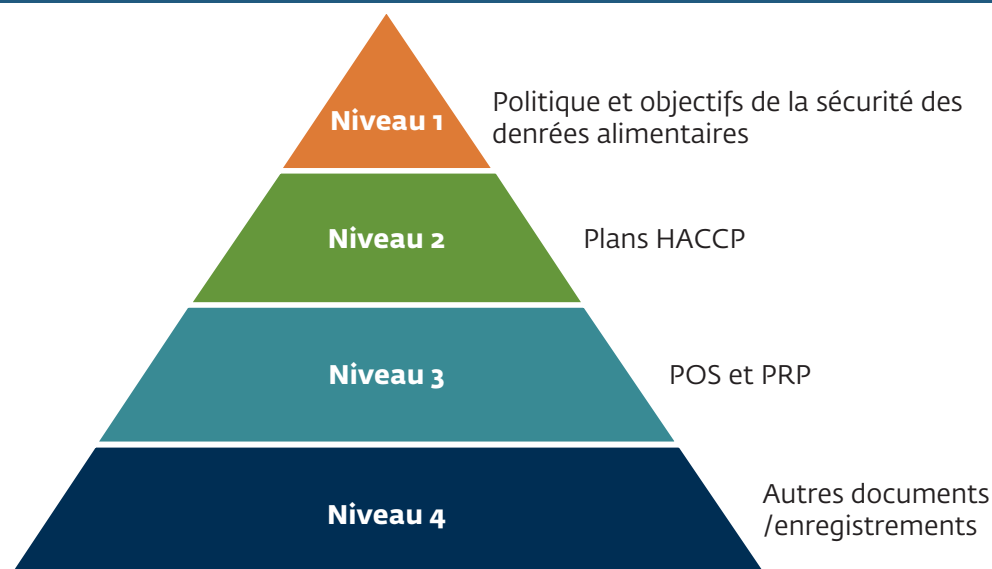 Niveau 1
Politique et objectifs de la sécurité des
denrées alimentaires
Niveau 2
Plans HACCP
Niveau 3
POS et PRP
Niveau 4
Autres documents
/enregistrements